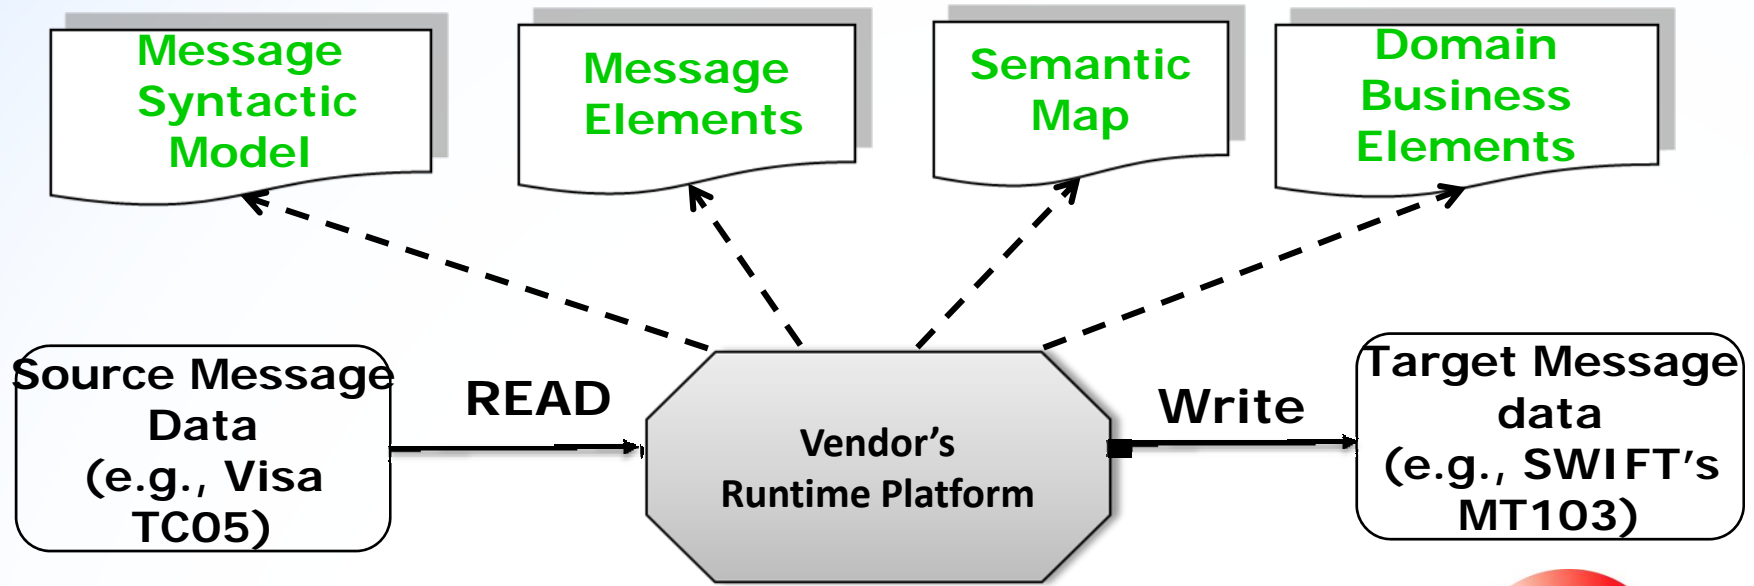 Message
Syntactic
Model
Message
Elements
Semantic
Map
Domain
Business
Elements
Source Message
Data
(e.g., Visa
TC05)
READ
Vendor’s
Runtime Platform
Write
Target Message
data
(e.g., SWIFT's
MT103)